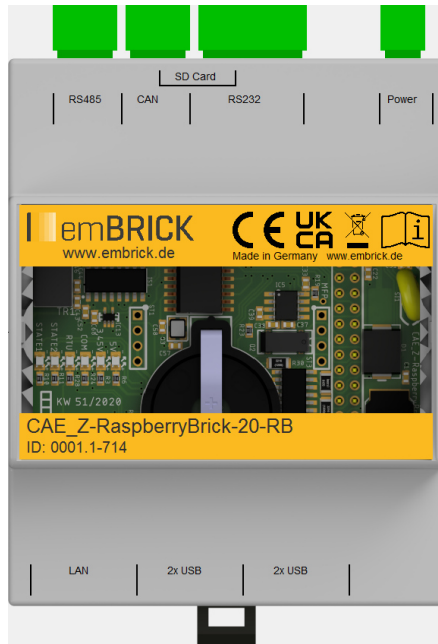 SD Card
RS485 CAN RS232 Power
emBRICK
www.embrick.de
CE UK CA
Made in Germany www.embrick.de
KW 51/2020
CAE_Z-RaspberryBrick-20-RB
ID: 0001.1-714
LAN 2x USB 2x USB